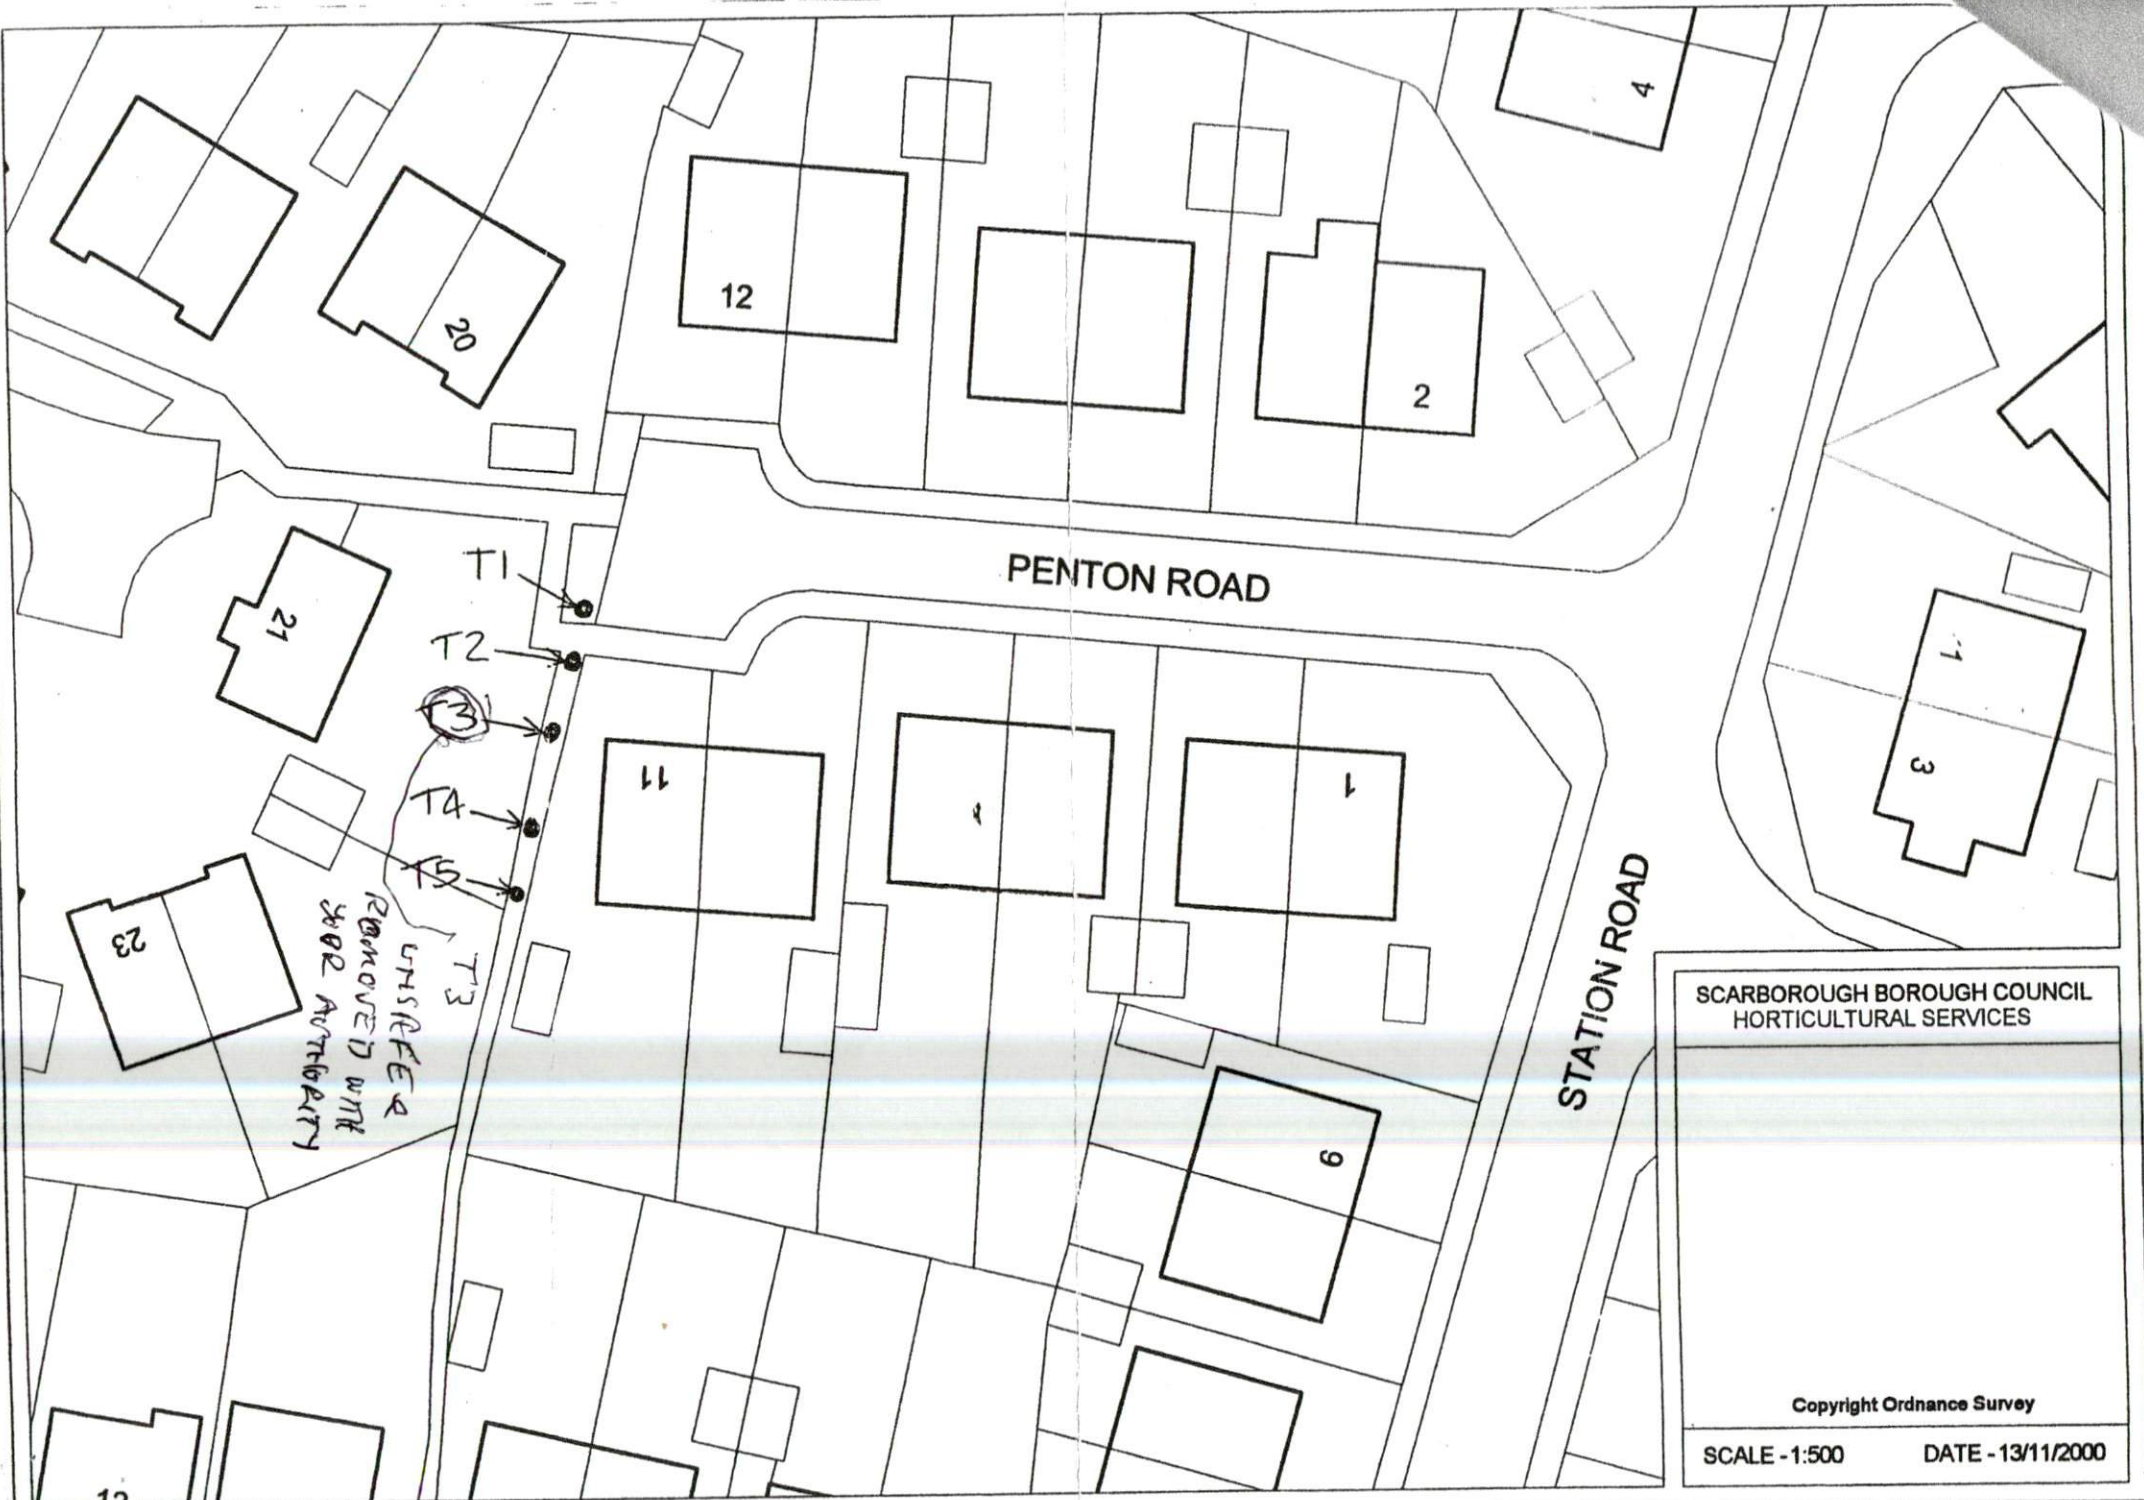 4
12
20
2
T1
PENTON ROAD
21
T2
T3
11
1
1
3
T4
T5
23
T3
UNSAFE
REMOVED WITH
YOUR AUTHORITY
STATION ROAD
SCARBOROUGH BOROUGH COUNCIL
HORTICULTURAL SERVICES
9
Copyright Ordnance Survey
SCALE - 1:500
DATE - 13/11/2000